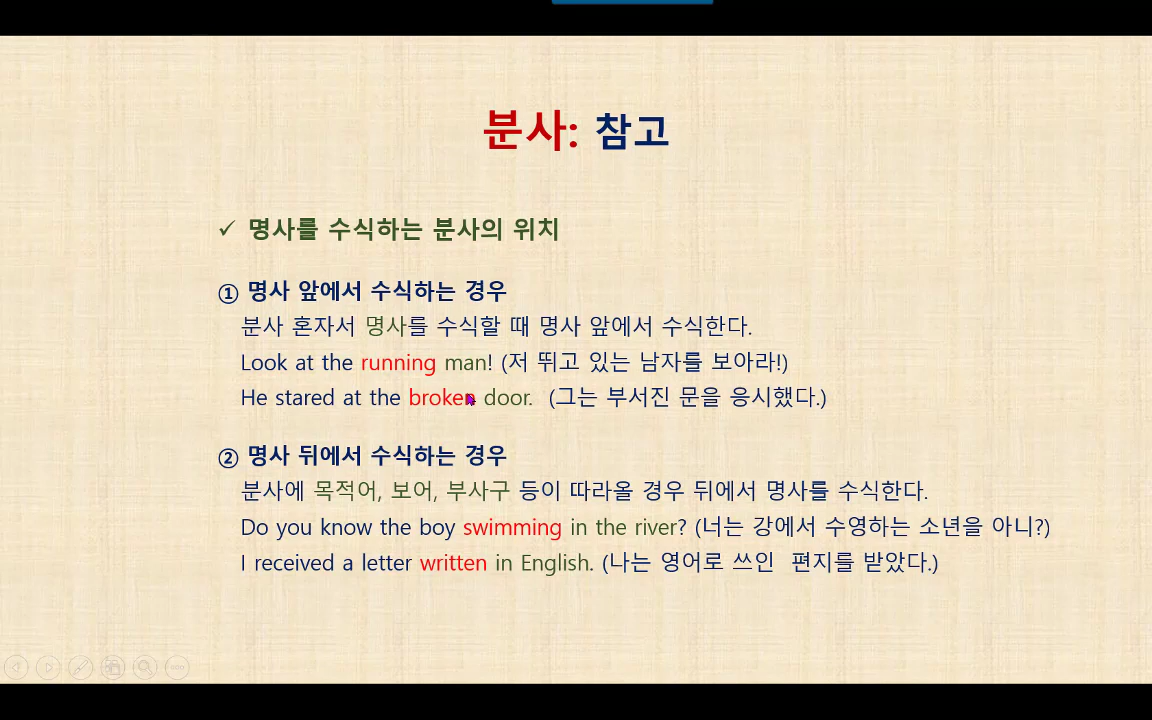 분사: 참고
✓ 명사를 수식하는 분사의 위치
① 명사 앞에서 수식하는 경우
분사 혼자서 명사를 수식할 때 명사 앞에서 수식한다.
Look at the running man! (저 뛰고 있는 남자를 보아라!)
He stared at the broken door. (그는 부서진 문을 응시했다.)
② 명사 뒤에서 수식하는 경우
분사에 목적어, 보어, 부사구 등이 따라올 경우 뒤에서 명사를 수식한다.
Do you know the boy swimming in the river? (너는 강에서 수영하는 소년을 아니?)
I received a letter written in English. (나는 영어로 쓰인 편지를 받았다.)